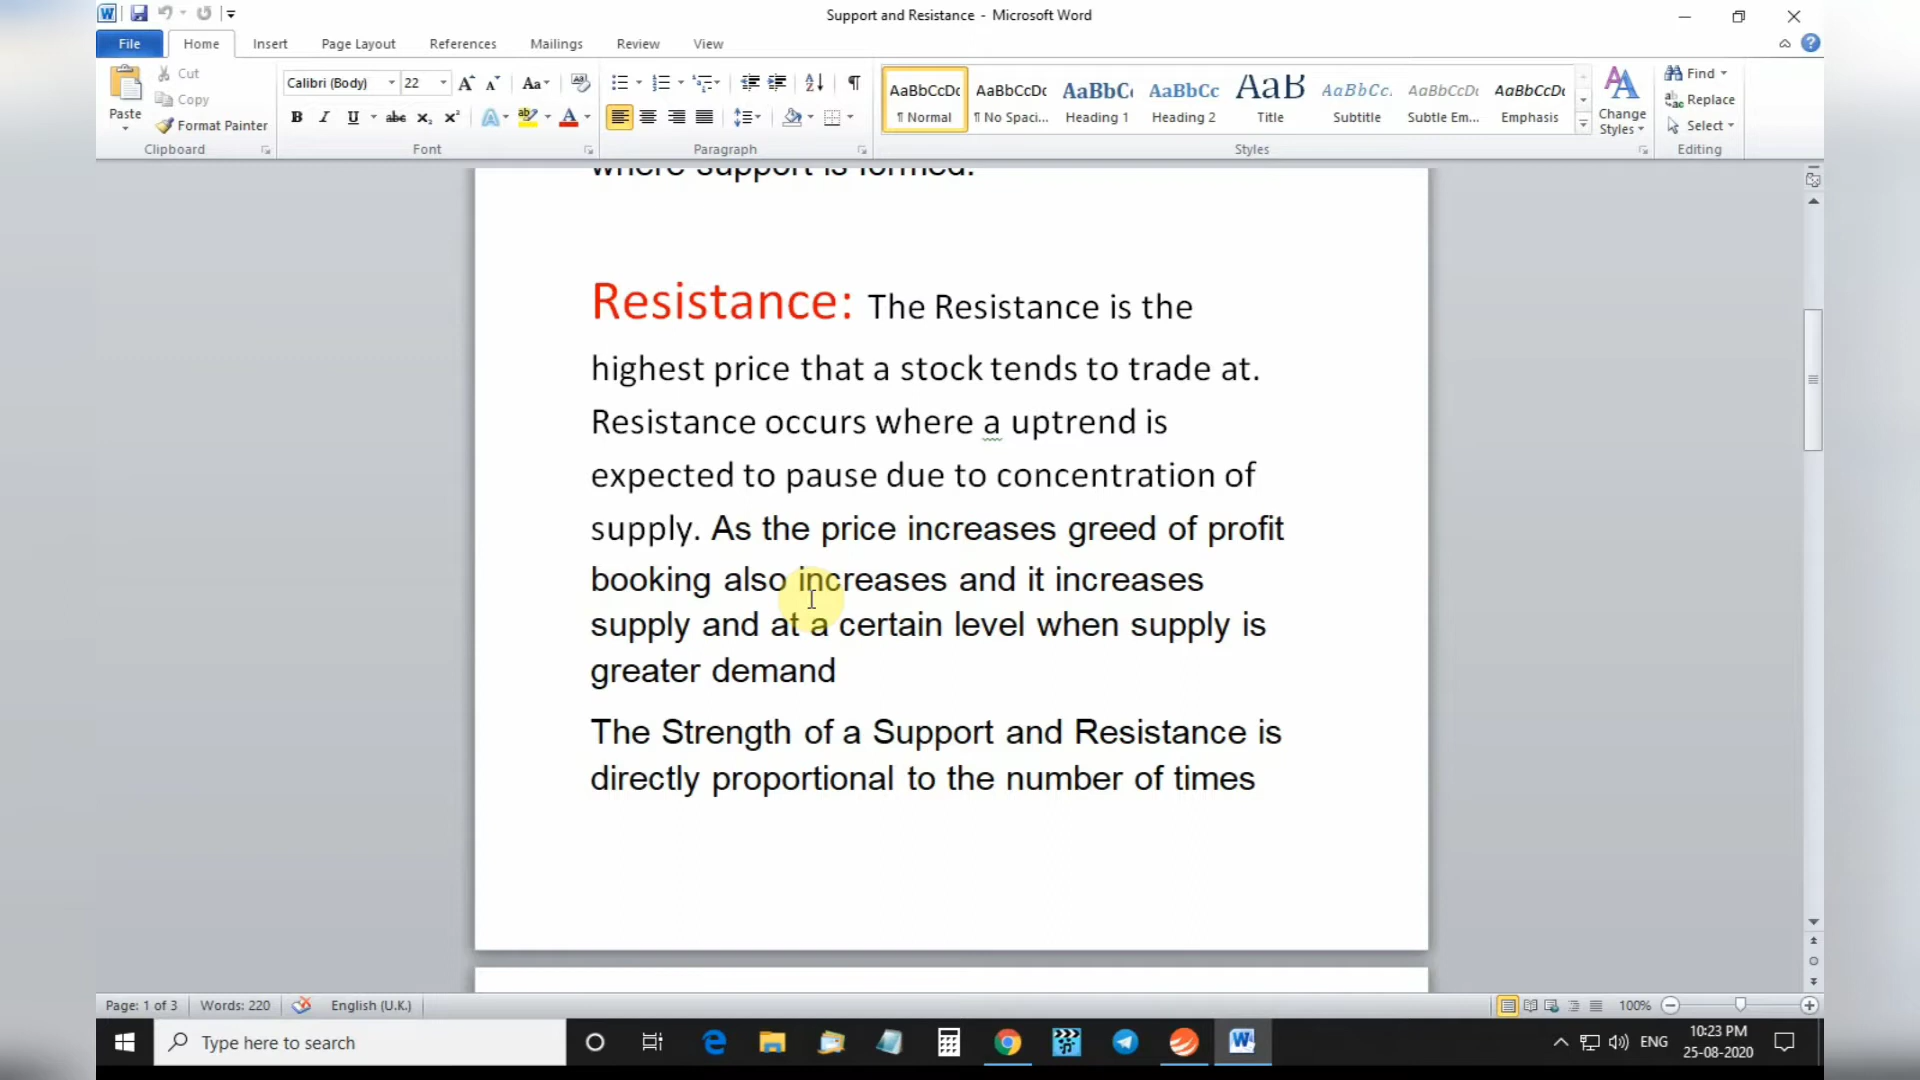 Support and Resistance - Microsoft Word
File Home Insert Page Layout References Mailings Review View
Paste
Cut
Copy
Format Painter
Clipboard
Calibri (Body) 22
Font
Paragraph
AaBbCcDc AaBbCcDc AaBbC AaBbCc AaB AaBbCc. AaBbCcDc AaBbCcDc
¶ Normal ¶ No Spaci... Heading 1 Heading 2 Title Subtitle Subtle Em... Emphasis
Styles
Change Styles
Find
Replace
Select
Editing
where support is formed.
Resistance: The Resistance is the
highest price that a stock tends to trade at.
Resistance occurs where a uptrend is
expected to pause due to concentration of
supply. As the price increases greed of profit
booking also increases and it increases
supply and at a certain level when supply is
greater demand
The Strength of a Support and Resistance is
directly proportional to the number of times
Page: 1 of 3 Words: 220 English (U.K.) 100%
Type here to search
ENG
10:23 PM
25-08-2020